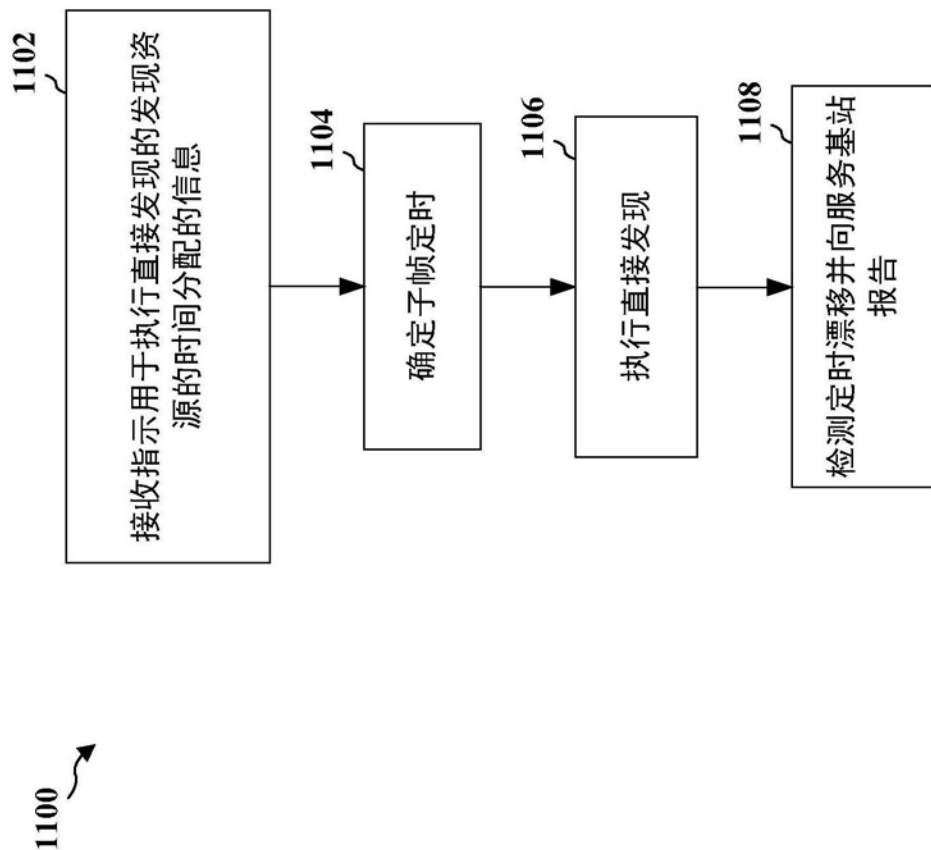 1100
1102
接收指示用于执行直接发现的发现资
源的时间分配的信息
1104
确定子帧定时
1106
执行直接发现
1108
检测定时漂移并向服务基站
报告